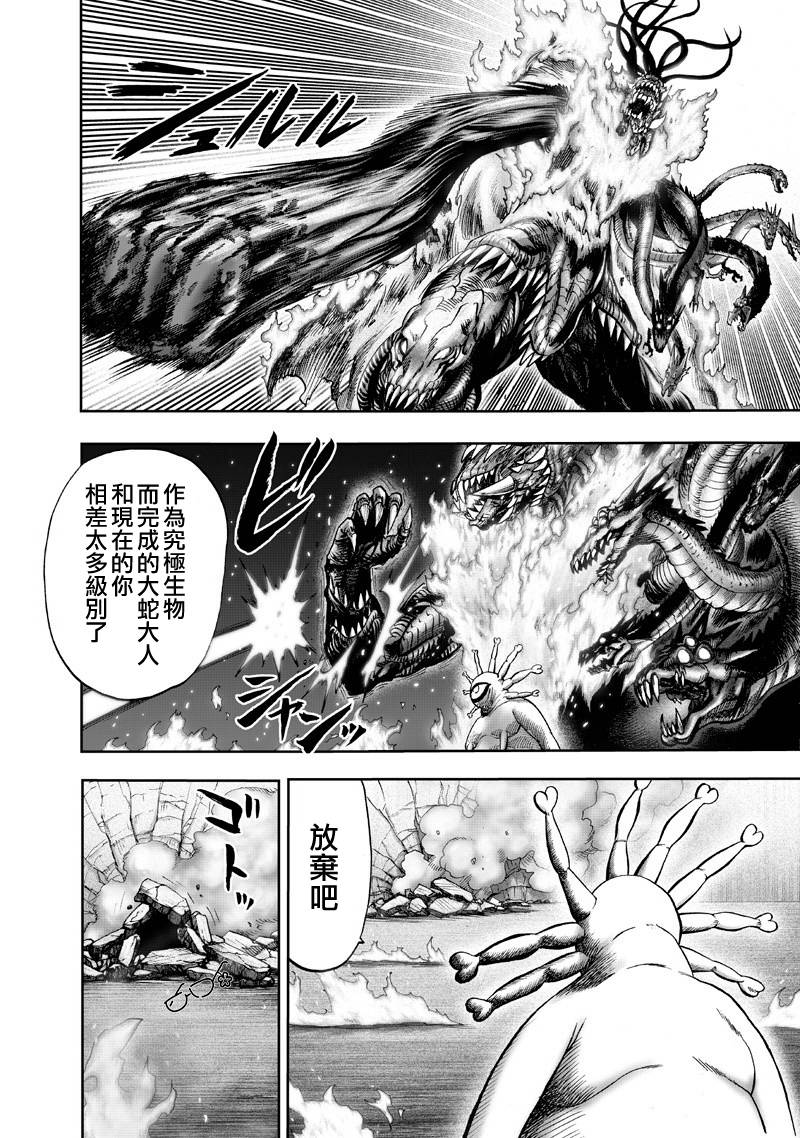 シュルルル
作為究極生物
而完成的大蛇大人
和現在的你
相差太多級別了
ビ
シャンッ
放棄吧
ゴトッ